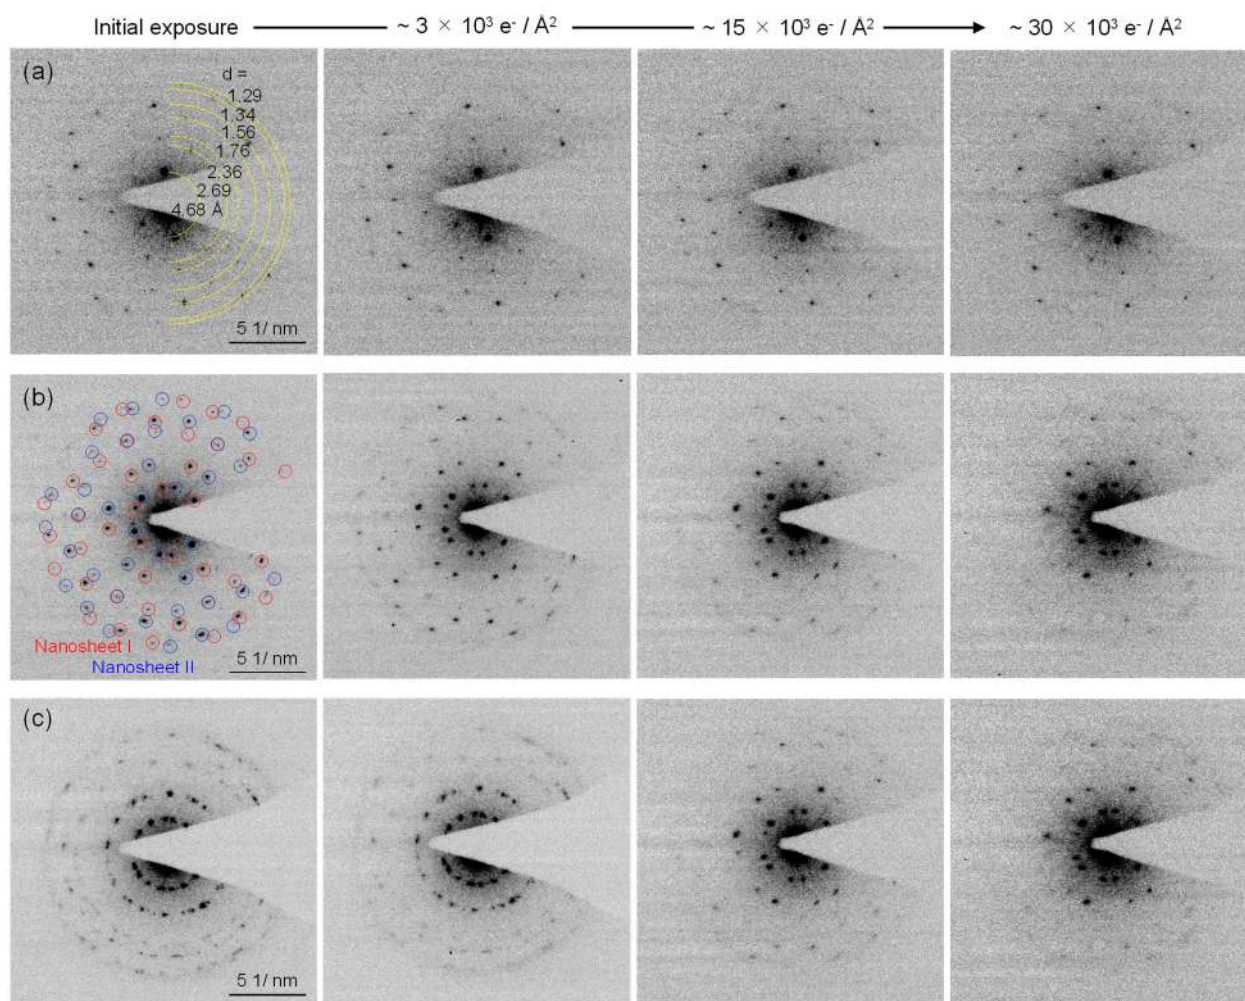 Initial exposure ~ 3 × 10³ e⁻ / Å² ~ 15 × 10³ e⁻ / Å² ~ 30 × 10³ e⁻ / Å²
(a)
d =
1.29
1.34
1.56
1.76
2.36
2.69
4.68 Å
5 1/ nm
(b)
Nanosheet I
Nanosheet II
5 1/ nm
(c)
5 1/ nm